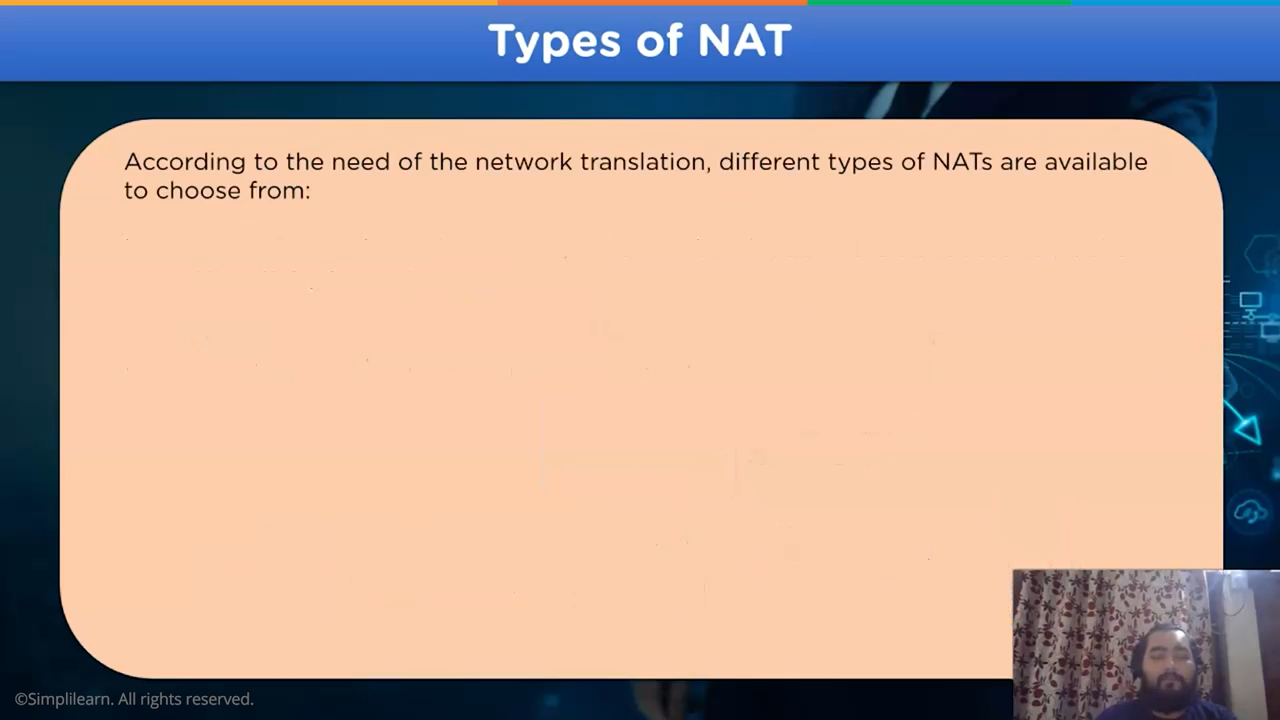 Types of NAT
According to the need of the network translation, different types of NATs are available
to choose from:
©Simplilearn. All rights reserved.